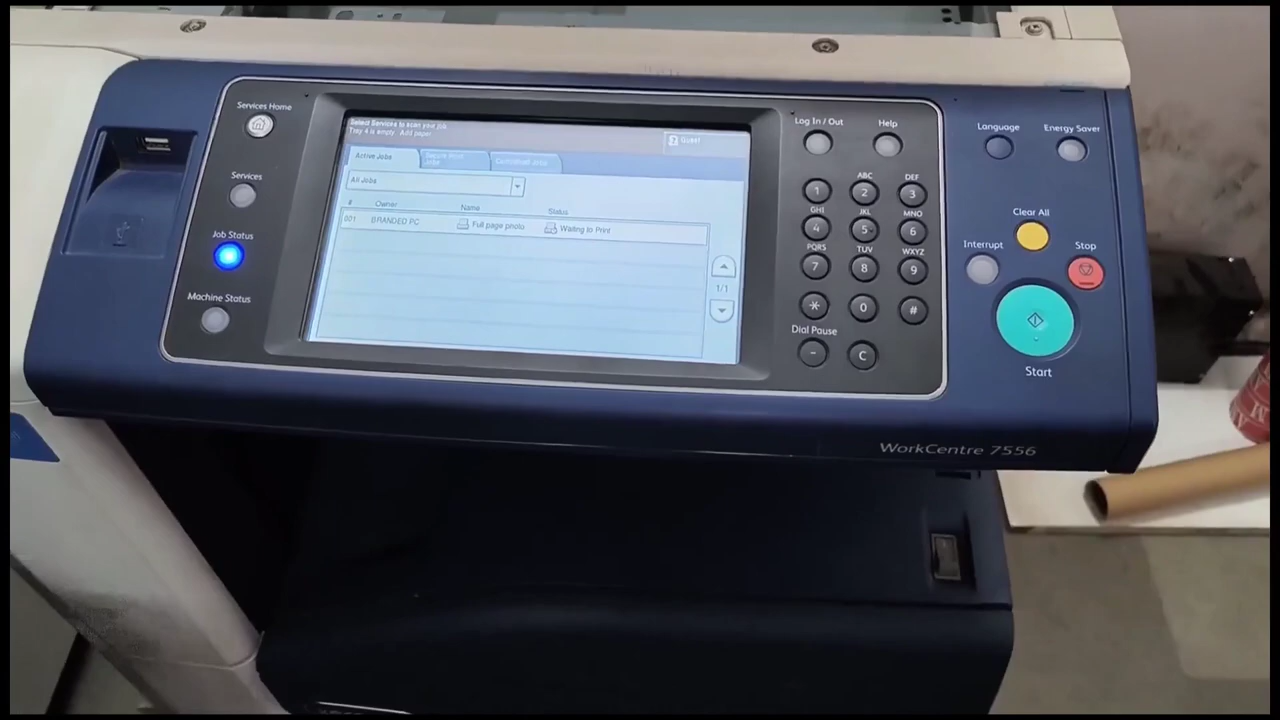 Services Home
Services
Job Status
Machine Status
Select Services to scan your job.
Tray 4 is empty. Add paper.
Guest
Active Jobs
Secure Print
Jobs
Completed Jobs
All Jobs
# Owner Name Status
001 BRANDED PC Full page photo Waiting to Print
1/1
Log In / Out
Help
1
ABC
2
DEF
3
GHI
4
JKL
5
MNO
6
PQRS
7
TUV
8
WXYZ
9
*
0
#
Dial Pause
-
C
Language
Energy Saver
Clear All
Interrupt
Stop
Start
WorkCentre 7556